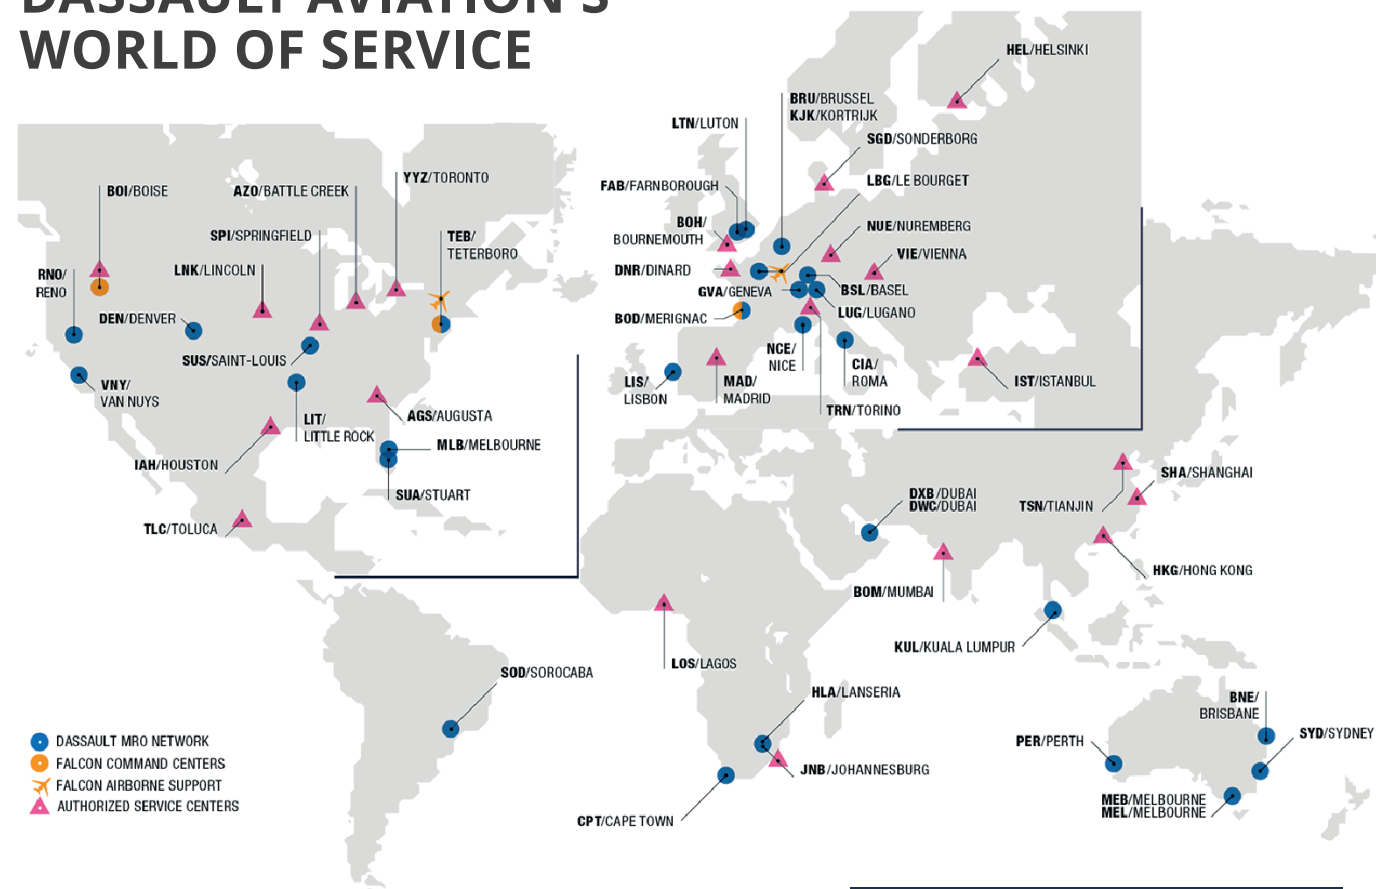 DASSAULT AVIATION'S
WORLD OF SERVICE
HEL/HELSINKI
BRU/BRUSSEL
KJK/KORTRIJK
LTN/LUTON
SGD/SONDERBORG
YYZ/TORONTO
LBG/LE BOURGET
FAB/FARNBOROUGH
BOI/BOISE
AZO/BATTLE CREEK
BOH/
BOURNEMOUTH
NUE/NUREMBERG
SPI/SPRINGFIELD
TEB/
TETERBORO
VIE/VIENNA
LNK/LINCOLN
DNR/DINARD
RNO/
RENO
GVA/GENEVA
BSL/BASEL
LUG/LUGANO
DEN/DENVER
BOD/MERIGNAC
SUS/SAINT-LOUIS
NCE/
NICE
CIA/
ROMA
VNY/
VAN NUYS
LIS/
LISBON
MAD/
MADRID
IST/ISTANBUL
TRN/TORINO
AGS/AUGUSTA
LIT/
LITTLE ROCK
MLB/MELBOURNE
IAH/HOUSTON
SUA/STUART
TLC/TOLUCA
SHA/SHANGHAI
DXB/DUBAI
DWC/DUBAI
TSN/TIANJIN
HKG/HONG KONG
BOM/MUMBAI
KUL/KUALA LUMPUR
LOS/LAGOS
SOD/SOROCABA
HLA/LANSERIA
BNE/
BRISBANE
SYD/SYDNEY
PER/PERTH
JNB/JOHANNESBURG
MEB/MELBOURNE
MEL/MELBOURNE
CPT/CAPE TOWN
DASSAULT MRO NETWORK
FALCON COMMAND CENTERS
FALCON AIRBORNE SUPPORT
AUTHORIZED SERVICE CENTERS